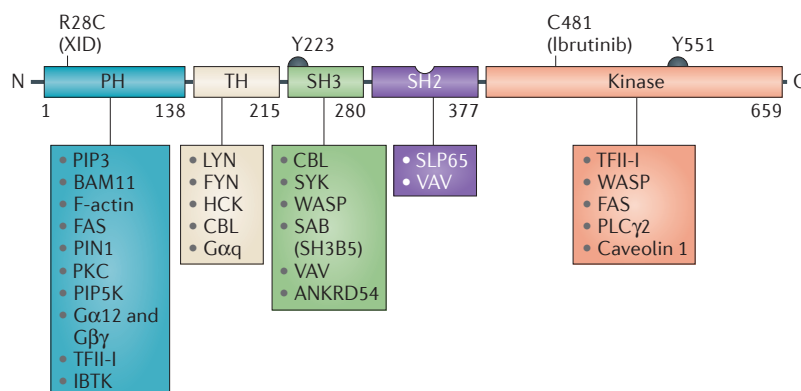 R28C
(XID)
Y223
C481
(Ibrutinib)
Y551
N
PH
TH
SH3
SH2
Kinase
C
1
138
215
280
377
659
• PIP3
• BAM11
• F-actin
• FAS
• PIN1
• PKC
• PIP5K
• Gα12 and
Gβγ
• TFII-I
• IBTK
• LYN
• FYN
• HCK
• CBL
• Gαq
• CBL
• SYK
• WASP
• SAB
(SH3B5)
• VAV
• ANKRD54
• SLP65
• VAV
• TFII-I
• WASP
• FAS
• PLCγ2
• Caveolin 1